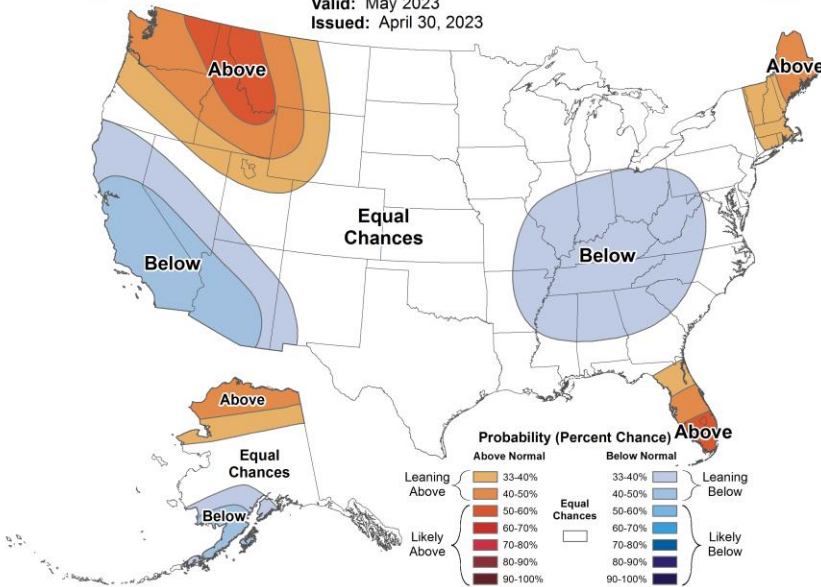 Valid: May 2023
Issued: April 30, 2023
Above
Above
Equal
Chances
Below
Below
Above
Above
Equal
Chances
Below
Probability (Percent Chance)
Above Normal
Below Normal
Leaning
Above
33-40%
40-50%
50-60%
60-70%
70-80%
80-90%
90-100%
Likely
Above
Equal
Chances
33-40%
40-50%
50-60%
60-70%
70-80%
80-90%
90-100%
Leaning
Below
Likely
Below